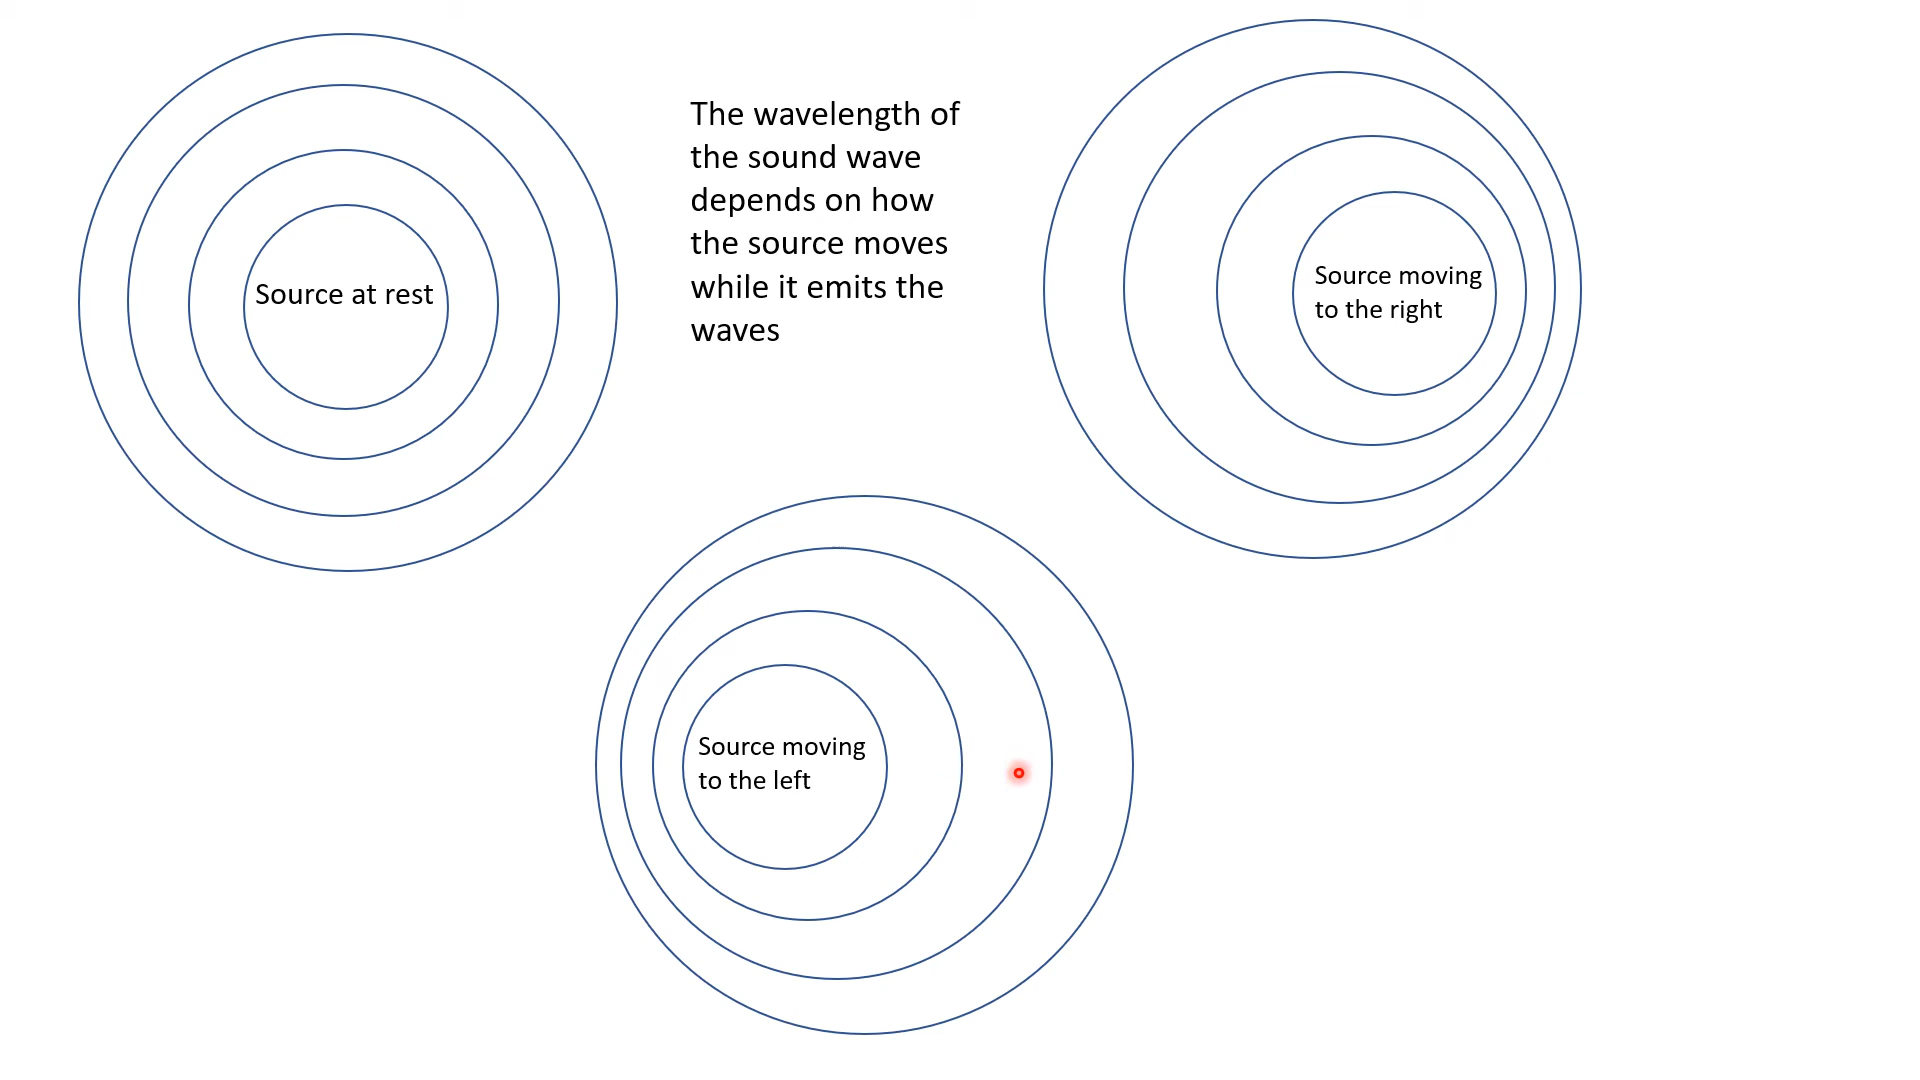 Source at rest
The wavelength of
the sound wave
depends on how
the source moves
while it emits the
waves
Source moving
to the right
Source moving
to the left